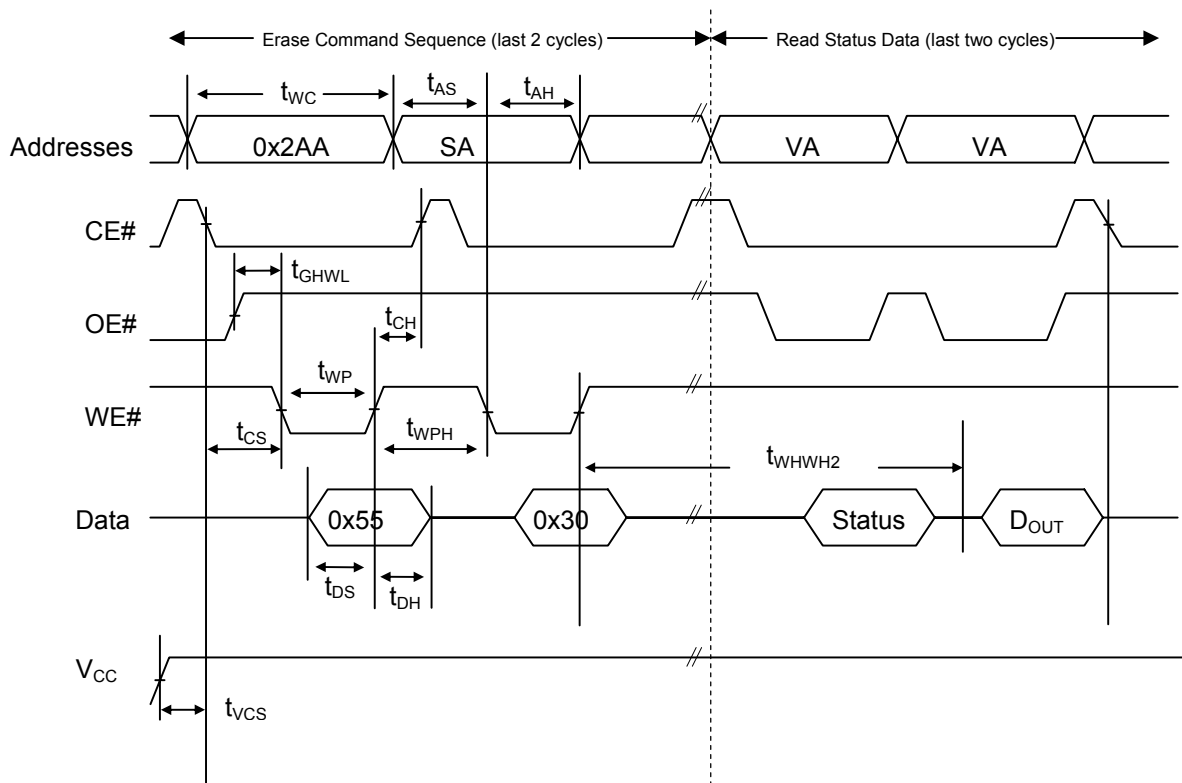 Erase Command Sequence (last 2 cycles)
Read Status Data (last two cycles)
tWC
tAS
tAH
Addresses
0x2AA
SA
VA
VA
CE#
tGHWL
OE#
tCH
tWP
WE#
tCS
tWPH
tWHWH2
Data
0x55
0x30
Status
DOUT
tDS
tDH
VCC
tVCS